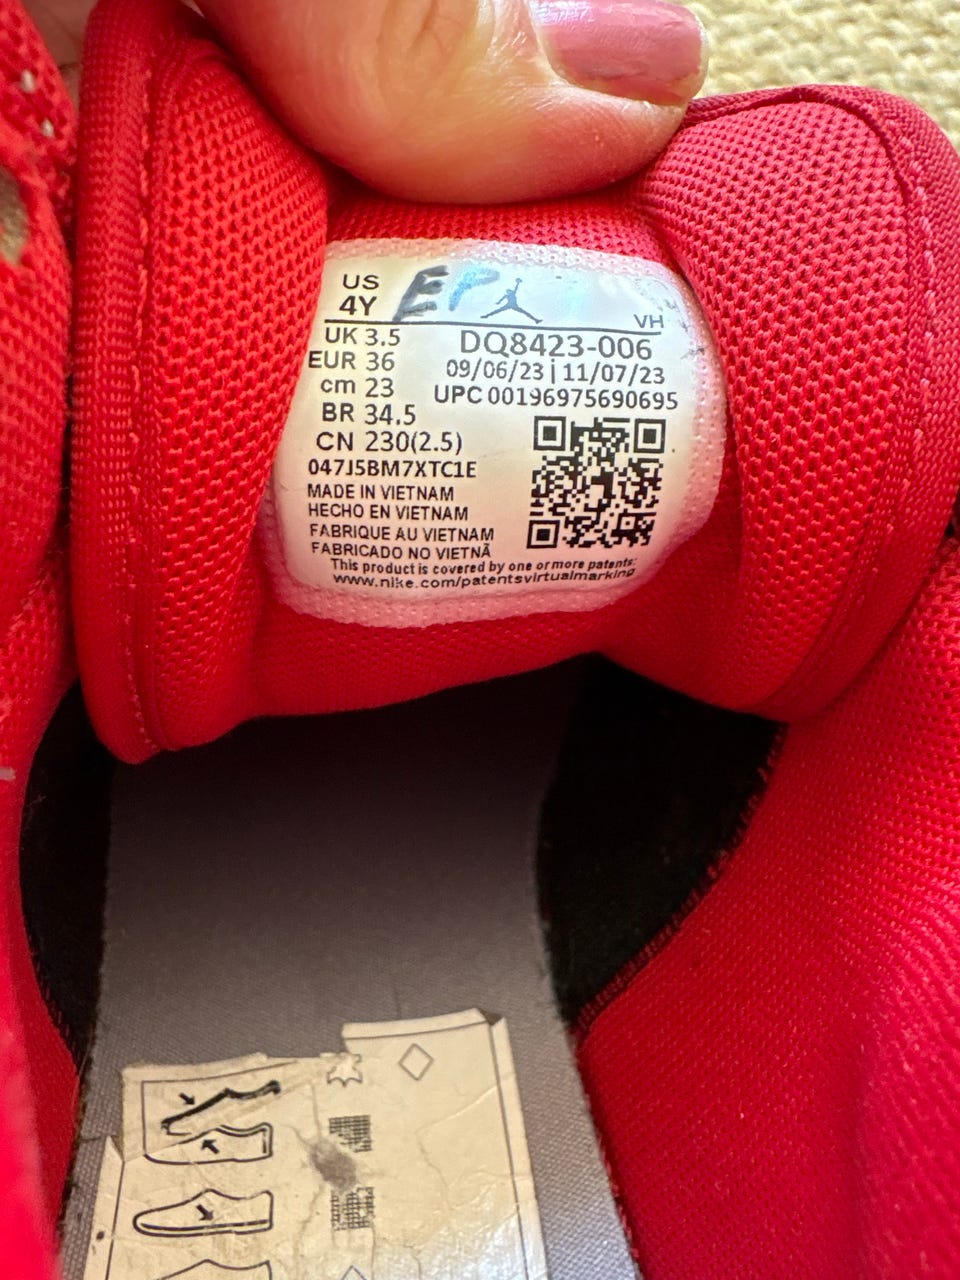 US
4Y
EP
VH
UK 3.5
EUR 36
cm 23
BR 34.5
CN 230(2.5)
DQ8423-006
09/06/23 | 11/07/23
UPC 00196975690695
047J5BM7XTC1E
MADE IN VIETNAM
HECHO EN VIETNAM
FABRIQUE AU VIETNAM
FABRICADO NO VIETNÃ
This product is covered by one or more patents:
www.nike.com/patentsvirtualmarking